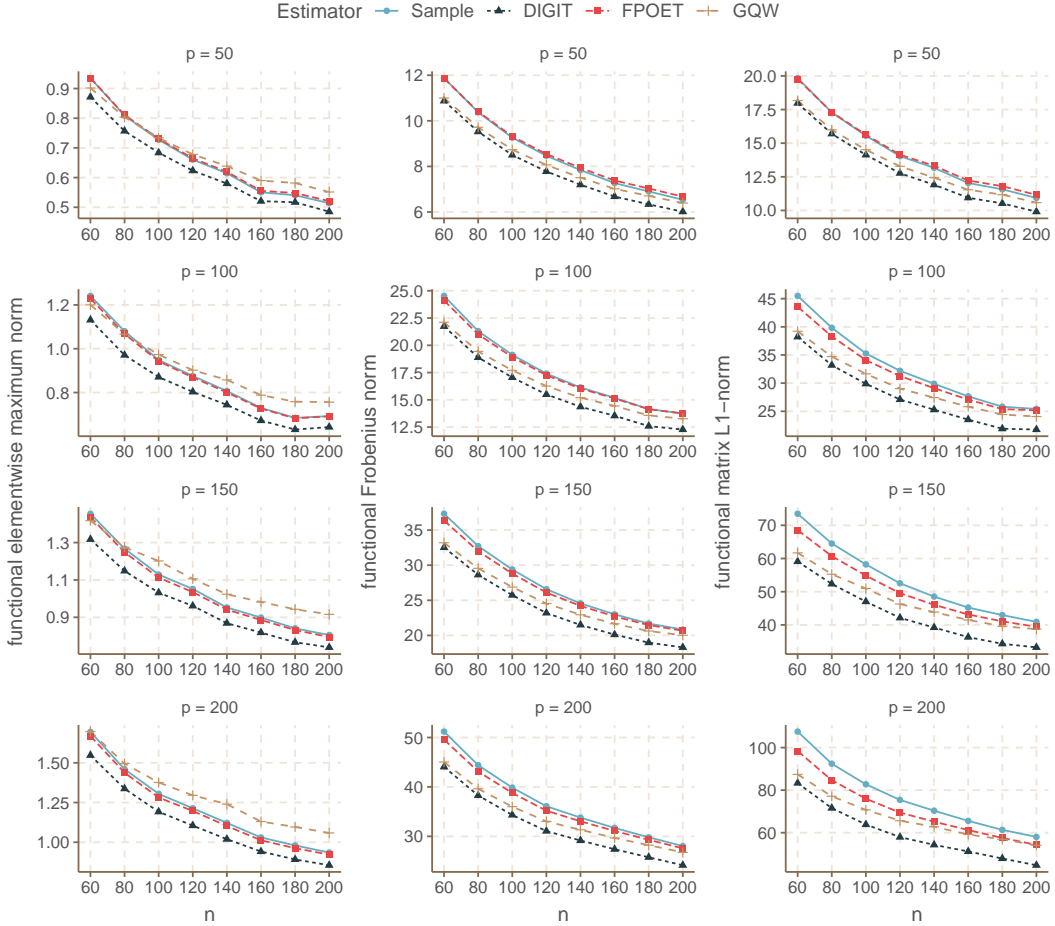 Estimator Sample DIGIT FPOET GQW
p = 50 p = 50 p = 50
0.9
0.8
0.7
0.6
0.5
60 80 100 120 140 160 180 200
12
10
8
6
60 80 100 120 140 160 180 200
20.0
17.5
15.0
12.5
10.0
60 80 100 120 140 160 180 200
p = 100 p = 100 p = 100
1.2
1.0
0.8
60 80 100 120 140 160 180 200
25.0
22.5
20.0
17.5
15.0
12.5
60 80 100 120 140 160 180 200
45
40
35
30
25
60 80 100 120 140 160 180 200
functional elementwise maximum norm
functional Frobenius norm
functional matrix L1−norm
p = 150 p = 150 p = 150
1.3
1.1
0.9
60 80 100 120 140 160 180 200
35
30
25
20
60 80 100 120 140 160 180 200
70
60
50
40
60 80 100 120 140 160 180 200
p = 200 p = 200 p = 200
1.50
1.25
1.00
60 80 100 120 140 160 180 200
50
40
30
60 80 100 120 140 160 180 200
100
80
60
60 80 100 120 140 160 180 200
n n n